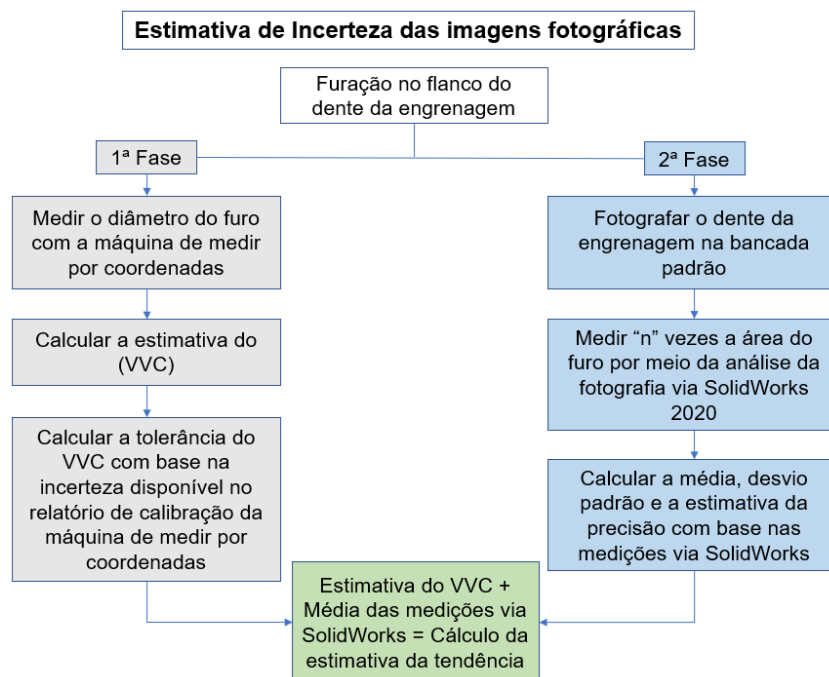 Estimativa de Incerteza das imagens fotográficas
Furação no flanco do
dente da engrenagem
1ª Fase
2ª Fase
Medir o diâmetro do furo
com a máquina de medir
por coordenadas
Fotografar o dente da
engrenagem na bancada
padrão
Calcular a estimativa do
(VVC)
Medir “n” vezes a área do
furo por meio da análise da
fotografia via SolidWorks
2020
Calcular a tolerância do
VVC com base na
incerteza disponível no
relatório de calibração da
máquina de medir por
coordenadas
Calcular a média, desvio
padrão e a estimativa da
precisão com base nas
medições via SolidWorks
Estimativa do VVC +
Média das medições via
SolidWorks = Cálculo da
estimativa da tendência